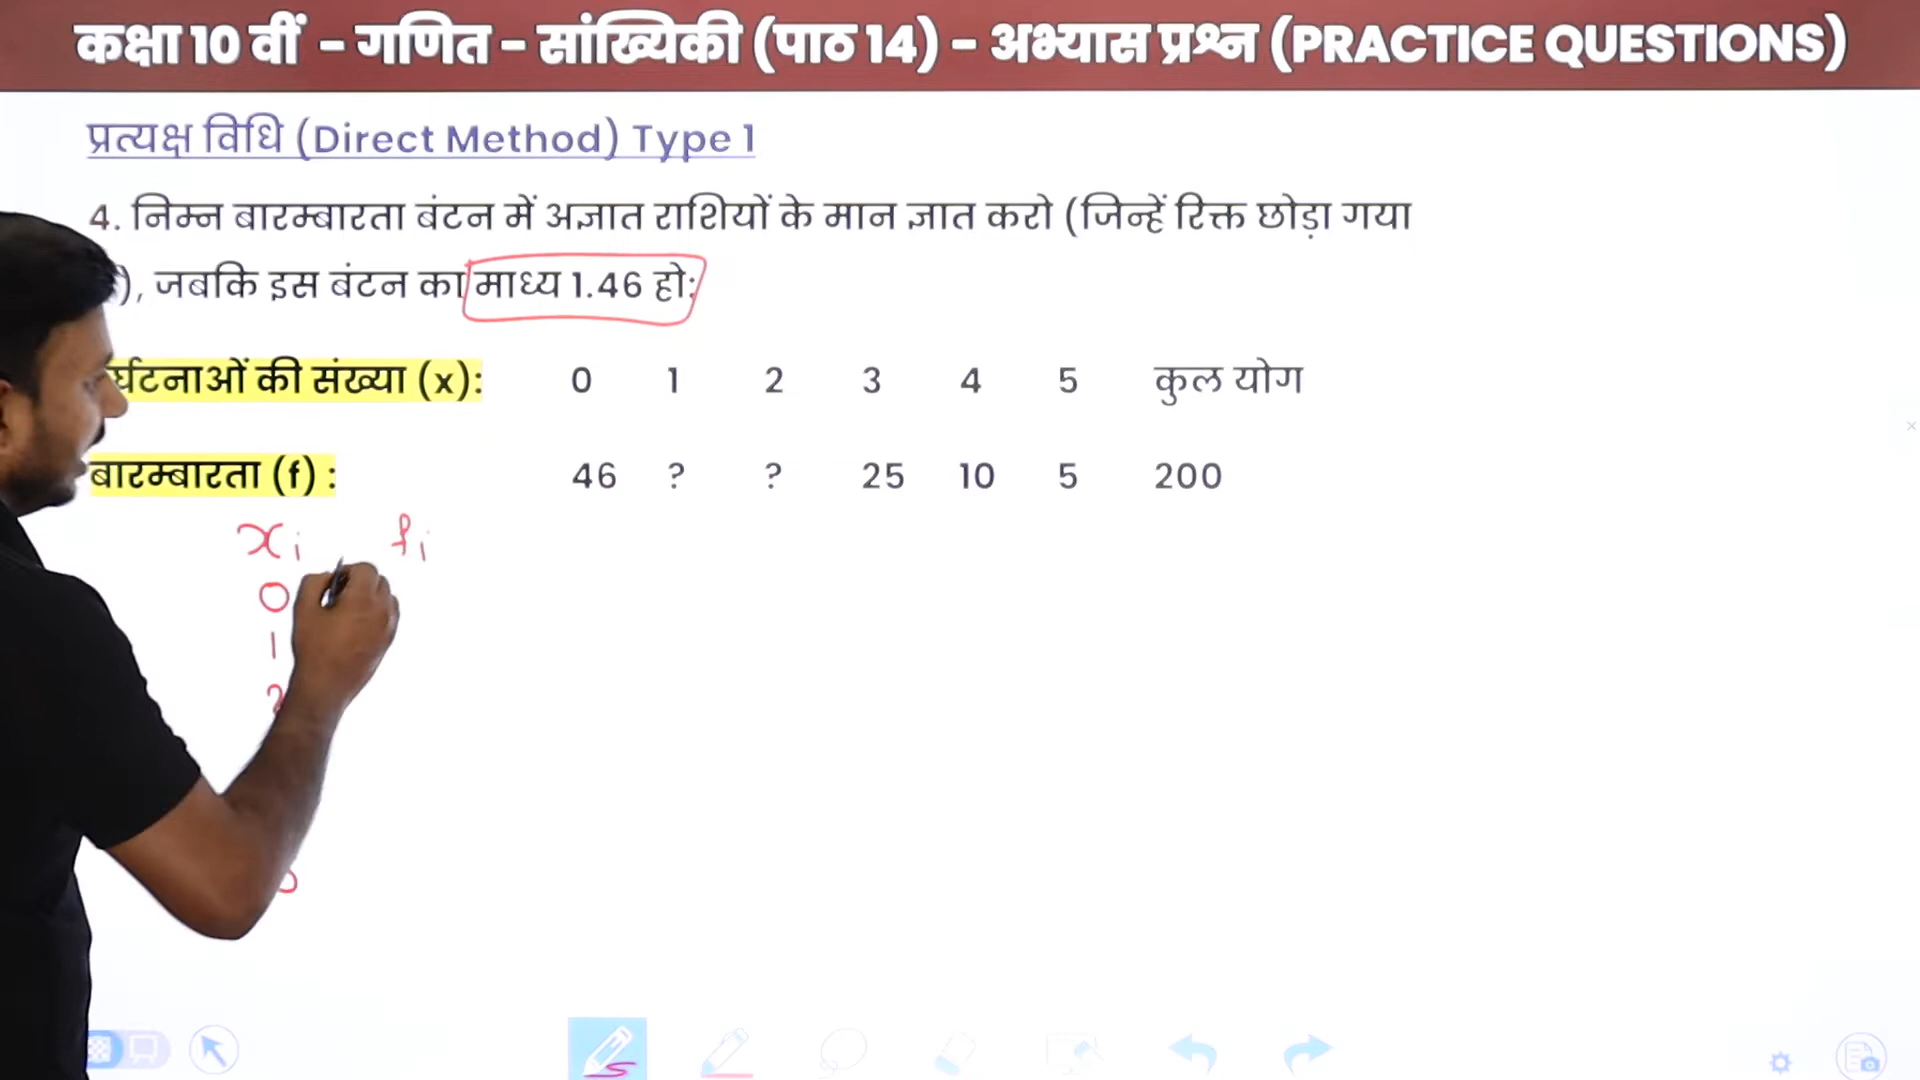 कक्षा 10 वीं - गणित - सांख्यिकी (पाठ 14) - अभ्यास प्रश्न (PRACTICE QUESTIONS)
प्रत्यक्ष विधि (Direct Method) Type 1
4. निम्न बारम्बारता बंटन में अज्ञात राशियों के मान ज्ञात करो (जिन्हें रिक्त छोड़ा गया
), जबकि इस बंटन का माध्य 1.46 हो:
र्घटनाओं की संख्या (x): 0 1 2 3 4 5 कुल योग
बारम्बारता (f) : 46 ? ? 25 10 5 200
xi fi
0
1
2